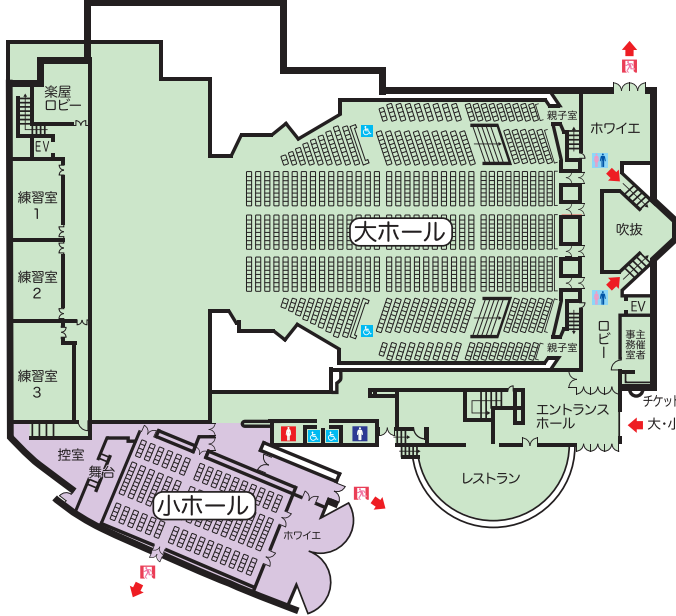 楽屋
ロビー
EV
練習室
1
練習室
2
練習室
3
親子室
ホワイエ
大ホール
吹抜
EV
ロビー
主催者
事務室
親子室
チケット
エントランス
ホール
大・小
レストラン
控室
舞台
小ホール
ホワイエ